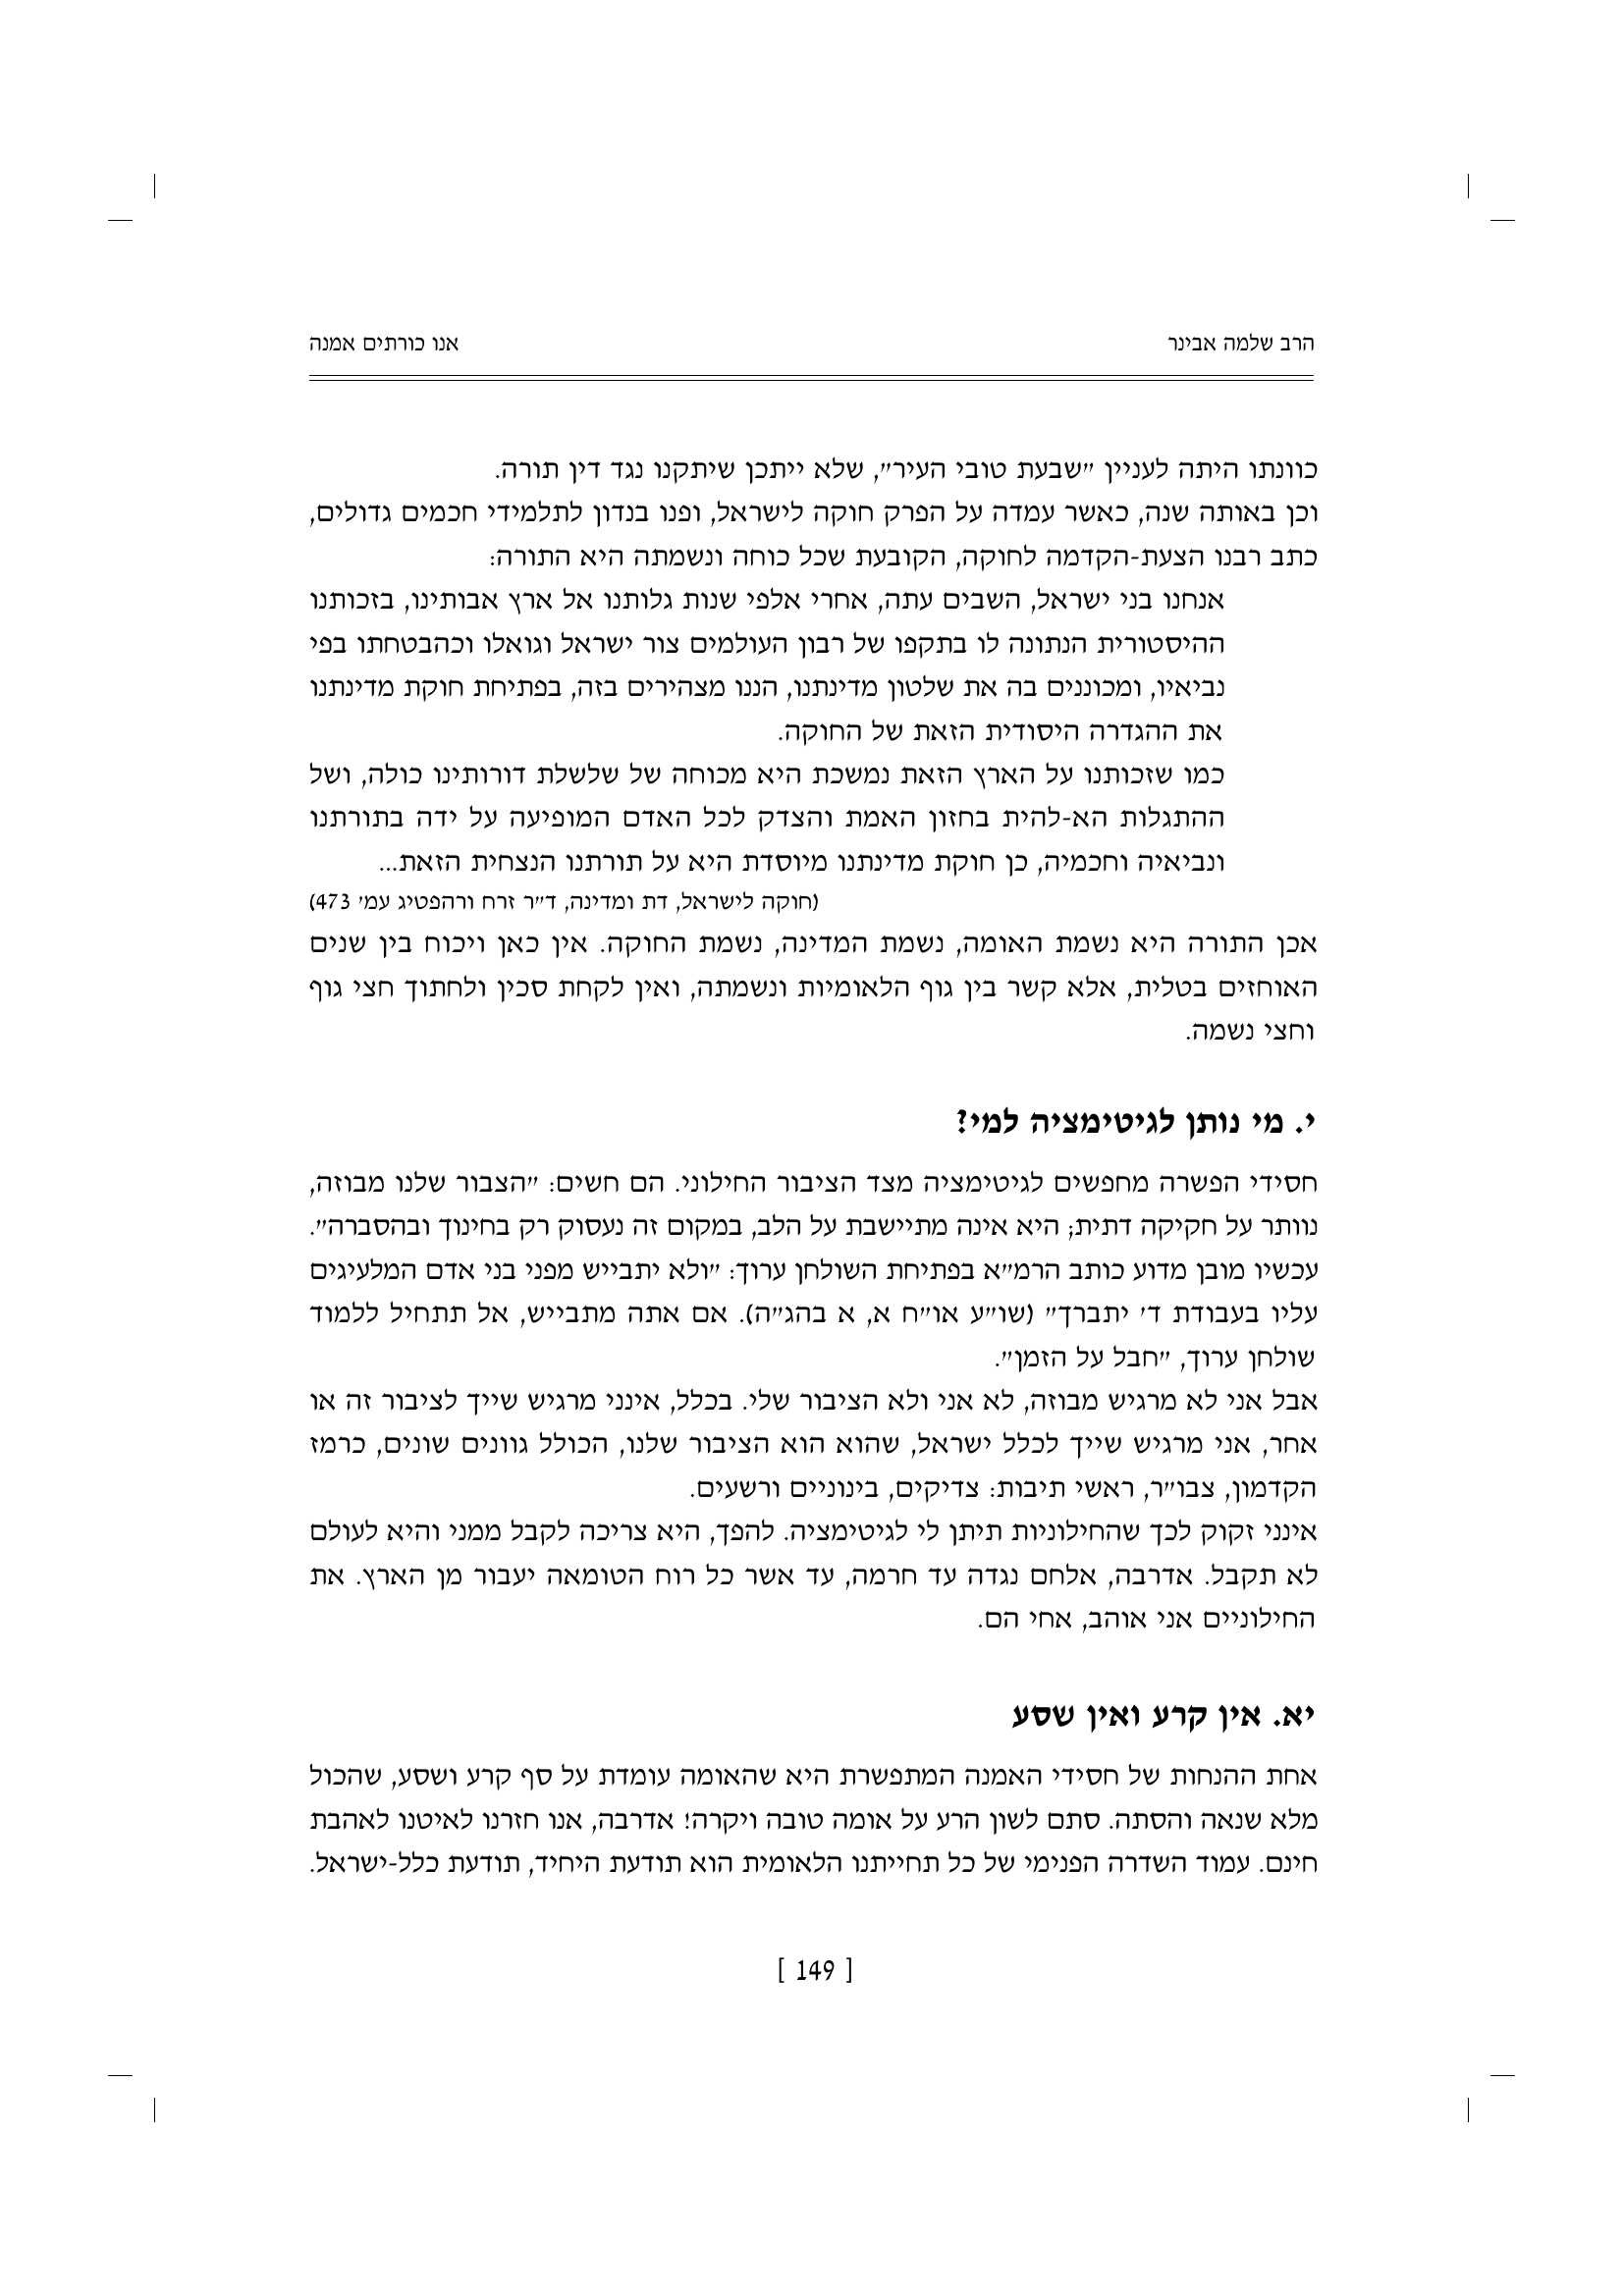 הרב שלמה אבינר
אנו כורתים אמנה
כוונתו היתה לעניין "שבעת טובי העיר", שלא ייתכן שיתקנו נגד דין תורה.
וכן באותה שנה, כאשר עמדה על הפרק חוקה לישראל, ופנו בנדון לתלמידי חכמים גדולים,
כתב רבנו הצעת-הקדמה לחוקה, הקובעת שכל כוחה ונשמתה היא התורה:
אנחנו בני ישראל, השבים עתה, אחרי אלפי שנות גלותנו אל ארץ אבותינו, בזכותנו
ההיסטורית הנתונה לו בתקפו של רבון העולמים צור ישראל וגואלו וכהבטחתו בפי
נביאיו, ומכוננים בה את שלטון מדינתנו, הננו מצהירים בזה, בפתיחת חוקת מדינתנו
את ההגדרה היסודית הזאת של החוקה.
כמו שזכותנו על הארץ הזאת נמשכת היא מכוחה של שלשלת דורותינו כולה, ושל
ההתגלות הא-להית בחזון האמת והצדק לכל האדם המופיעה על ידה בתורתנו
ונביאיה וחכמיה, כן חוקת מדינתנו מיוסדת היא על תורתנו הנצחית הזאת...
(חוקה לישראל, דת ומדינה, ד"ר זרח ורהפטיג עמ' 473)
אכן התורה היא נשמת האומה, נשמת המדינה, נשמת החוקה. אין כאן ויכוח בין שנים
האוחזים בטלית, אלא קשר בין גוף הלאומיות ונשמתה, ואין לקחת סכין ולחתוך חצי גוף
וחצי נשמה.
י. מי נותן לגיטימציה למי?
חסידי הפשרה מחפשים לגיטימציה מצד הציבור החילוני. הם חשים: "הצבור שלנו מבוזה,
נוותר על חקיקה דתית; היא אינה מתיישבת על הלב, במקום זה נעסוק רק בחינוך ובהסברה".
עכשיו מובן מדוע כותב הרמ"א בפתיחת השולחן ערוך: "ולא יתבייש מפני בני אדם המלעיגים
עליו בעבודת ד' יתברך" (שו"ע או"ח א, א בהג"ה). אם אתה מתבייש, אל תתחיל ללמוד
שולחן ערוך, "חבל על הזמן".
אבל אני לא מרגיש מבוזה, לא אני ולא הציבור שלי. בכלל, אינני מרגיש שייך לציבור זה או
אחר, אני מרגיש שייך לכלל ישראל, שהוא הוא הציבור שלנו, הכולל גוונים שונים, כרמז
הקדמון, צבו"ר, ראשי תיבות: צדיקים, בינוניים ורשעים.
אינני זקוק לכך שהחילוניות תיתן לי לגיטימציה. להפך, היא צריכה לקבל ממני והיא לעולם
לא תקבל. אדרבה, אלחם נגדה עד חרמה, עד אשר כל רוח הטומאה יעבור מן הארץ. את
החילוניים אני אוהב, אחי הם.
יא. אין קרע ואין שסע
אחת ההנחות של חסידי האמנה המתפשרת היא שהאומה עומדת על סף קרע ושסע, שהכול
מלא שנאה והסתה. סתם לשון הרע על אומה טובה ויקרה! אדרבה, אנו חזרנו לאיטנו לאהבת
חינם. עמוד השדרה הפנימי של כל תחייתנו הלאומית הוא תודעת היחיד, תודעת כלל-ישראל.
[ 149 ]